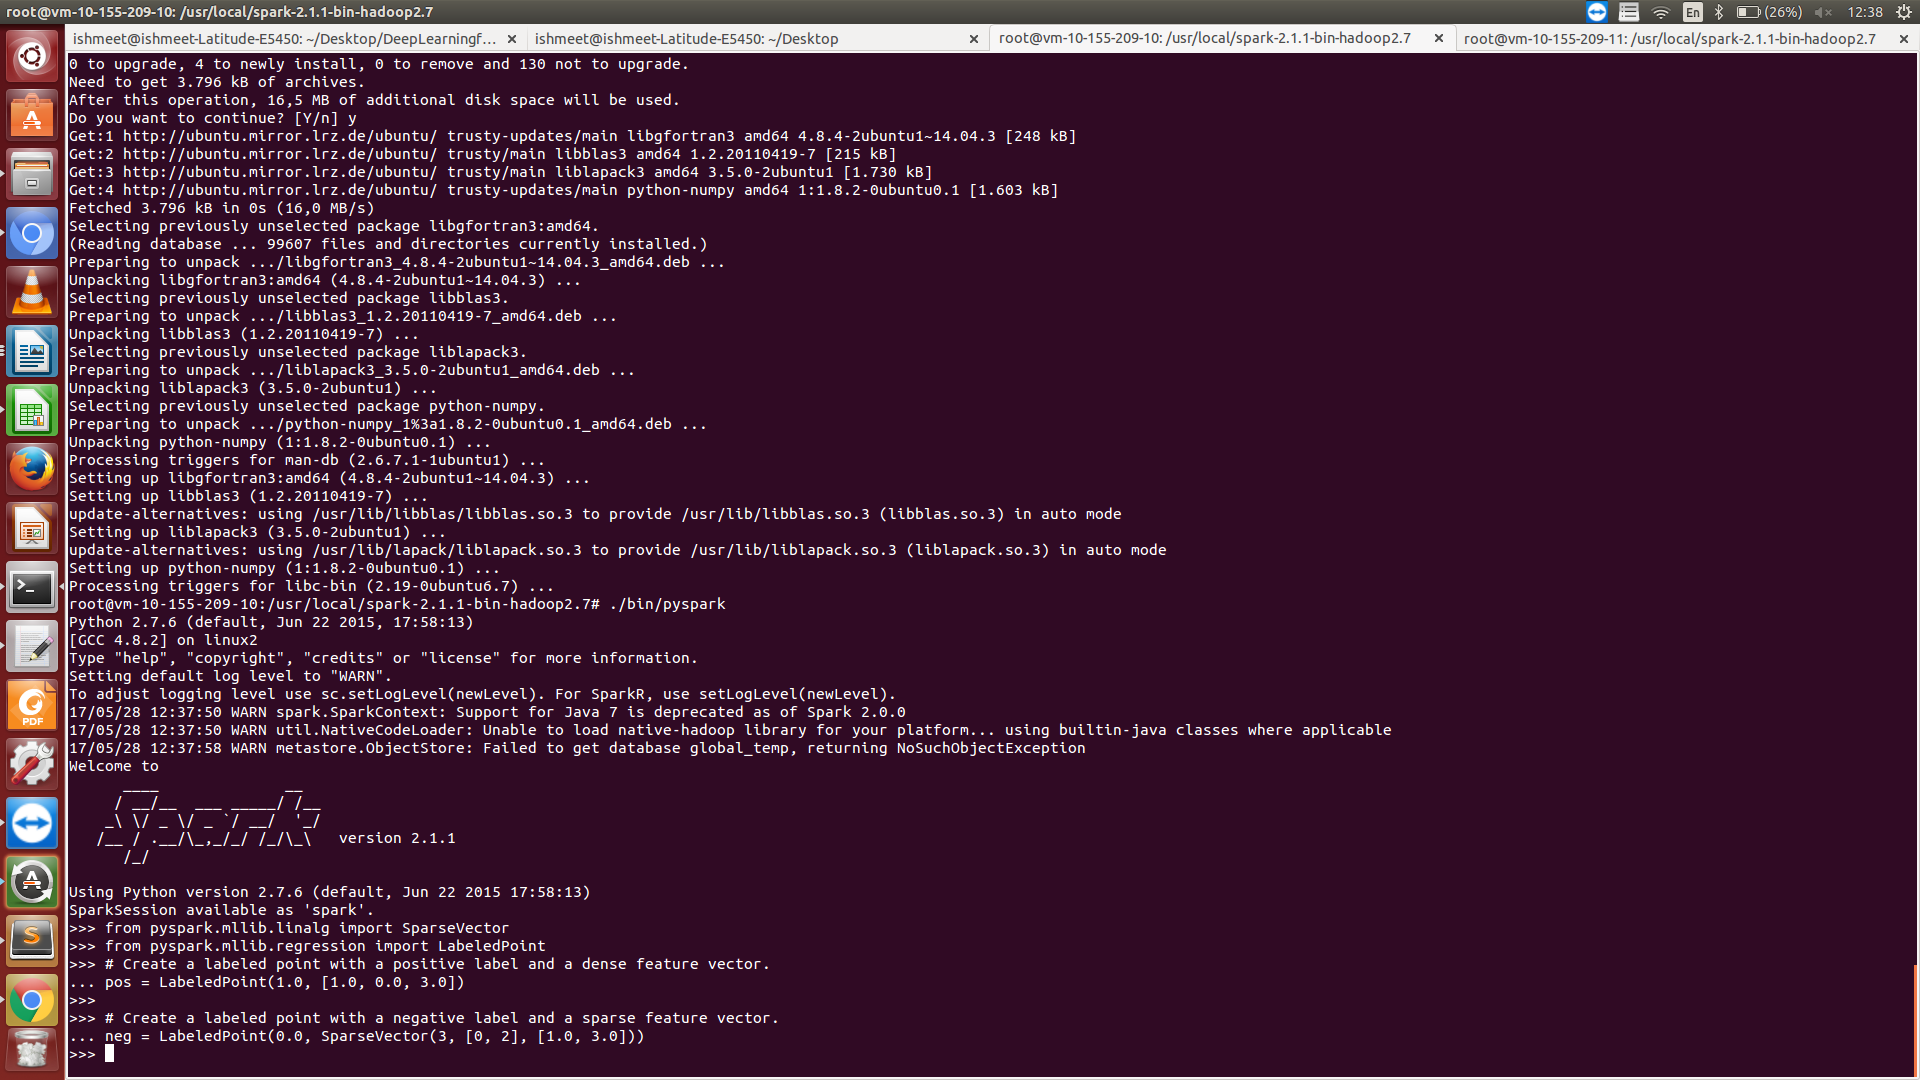 root@vm-10-155-209-10: /usr/local/spark-2.1.1-bin-hadoop2.7
En
(26%)
12:38
ishmeet@ishmeet-Latitude-E5450: ~/Desktop/DeepLearningf... ×
ishmeet@ishmeet-Latitude-E5450: ~/Desktop ×
root@vm-10-155-209-10: /usr/local/spark-2.1.1-bin-hadoop2.7 ×
root@vm-10-155-209-11: /usr/local/spark-2.1.1-bin-hadoop2.7 ×
0 to upgrade, 4 to newly install, 0 to remove and 130 not to upgrade.
Need to get 3.796 kB of archives.
After this operation, 16,5 MB of additional disk space will be used.
Do you want to continue? [Y/n] y
Get:1 http://ubuntu.mirror.lrz.de/ubuntu/ trusty-updates/main libgfortran3 amd64 4.8.4-2ubuntu1~14.04.3 [248 kB]
Get:2 http://ubuntu.mirror.lrz.de/ubuntu/ trusty/main libblas3 amd64 1.2.20110419-7 [215 kB]
Get:3 http://ubuntu.mirror.lrz.de/ubuntu/ trusty/main liblapack3 amd64 3.5.0-2ubuntu1 [1.730 kB]
Get:4 http://ubuntu.mirror.lrz.de/ubuntu/ trusty-updates/main python-numpy amd64 1:1.8.2-0ubuntu0.1 [1.603 kB]
Fetched 3.796 kB in 0s (16,0 MB/s)
Selecting previously unselected package libgfortran3:amd64.
(Reading database ... 99607 files and directories currently installed.)
Preparing to unpack .../libgfortran3_4.8.4-2ubuntu1~14.04.3_amd64.deb ...
Unpacking libgfortran3:amd64 (4.8.4-2ubuntu1~14.04.3) ...
Selecting previously unselected package libblas3.
Preparing to unpack .../libblas3_1.2.20110419-7_amd64.deb ...
Unpacking libblas3 (1.2.20110419-7) ...
Selecting previously unselected package liblapack3.
Preparing to unpack .../liblapack3_3.5.0-2ubuntu1_amd64.deb ...
Unpacking liblapack3 (3.5.0-2ubuntu1) ...
Selecting previously unselected package python-numpy.
Preparing to unpack .../python-numpy_1%3a1.8.2-0ubuntu0.1_amd64.deb ...
Unpacking python-numpy (1:1.8.2-0ubuntu0.1) ...
Processing triggers for man-db (2.6.7.1-1ubuntu1) ...
Setting up libgfortran3:amd64 (4.8.4-2ubuntu1~14.04.3) ...
Setting up libblas3 (1.2.20110419-7) ...
update-alternatives: using /usr/lib/libblas/libblas.so.3 to provide /usr/lib/libblas.so.3 (libblas.so.3) in auto mode
Setting up liblapack3 (3.5.0-2ubuntu1) ...
update-alternatives: using /usr/lib/lapack/liblapack.so.3 to provide /usr/lib/liblapack.so.3 (liblapack.so.3) in auto mode
Setting up python-numpy (1:1.8.2-0ubuntu0.1) ...
Processing triggers for libc-bin (2.19-0ubuntu6.7) ...
root@vm-10-155-209-10:/usr/local/spark-2.1.1-bin-hadoop2.7# ./bin/pyspark
Python 2.7.6 (default, Jun 22 2015, 17:58:13)
[GCC 4.8.2] on linux2
Type "help", "copyright", "credits" or "license" for more information.
Setting default log level to "WARN".
To adjust logging level use sc.setLogLevel(newLevel). For SparkR, use setLogLevel(newLevel).
17/05/28 12:37:50 WARN spark.SparkContext: Support for Java 7 is deprecated as of Spark 2.0.0
17/05/28 12:37:50 WARN util.NativeCodeLoader: Unable to load native-hadoop library for your platform... using builtin-java classes where applicable
17/05/28 12:37:58 WARN metastore.ObjectStore: Failed to get database global_temp, returning NoSuchObjectException
Welcome to
      ____              __
     / __/__  ___ _____/ /__
    _\ \/ _ \/ _ `/ __/  '_/
   /__ / .__/\_,_/_/ /_/\_\   version 2.1.1
      /_/
Using Python version 2.7.6 (default, Jun 22 2015 17:58:13)
SparkSession available as 'spark'.
>>> from pyspark.mllib.linalg import SparseVector
>>> from pyspark.mllib.regression import LabeledPoint
>>> # Create a labeled point with a positive label and a dense feature vector.
... pos = LabeledPoint(1.0, [1.0, 0.0, 3.0])
>>>
>>> # Create a labeled point with a negative label and a sparse feature vector.
... neg = LabeledPoint(0.0, SparseVector(3, [0, 2], [1.0, 3.0]))
>>>
PDF